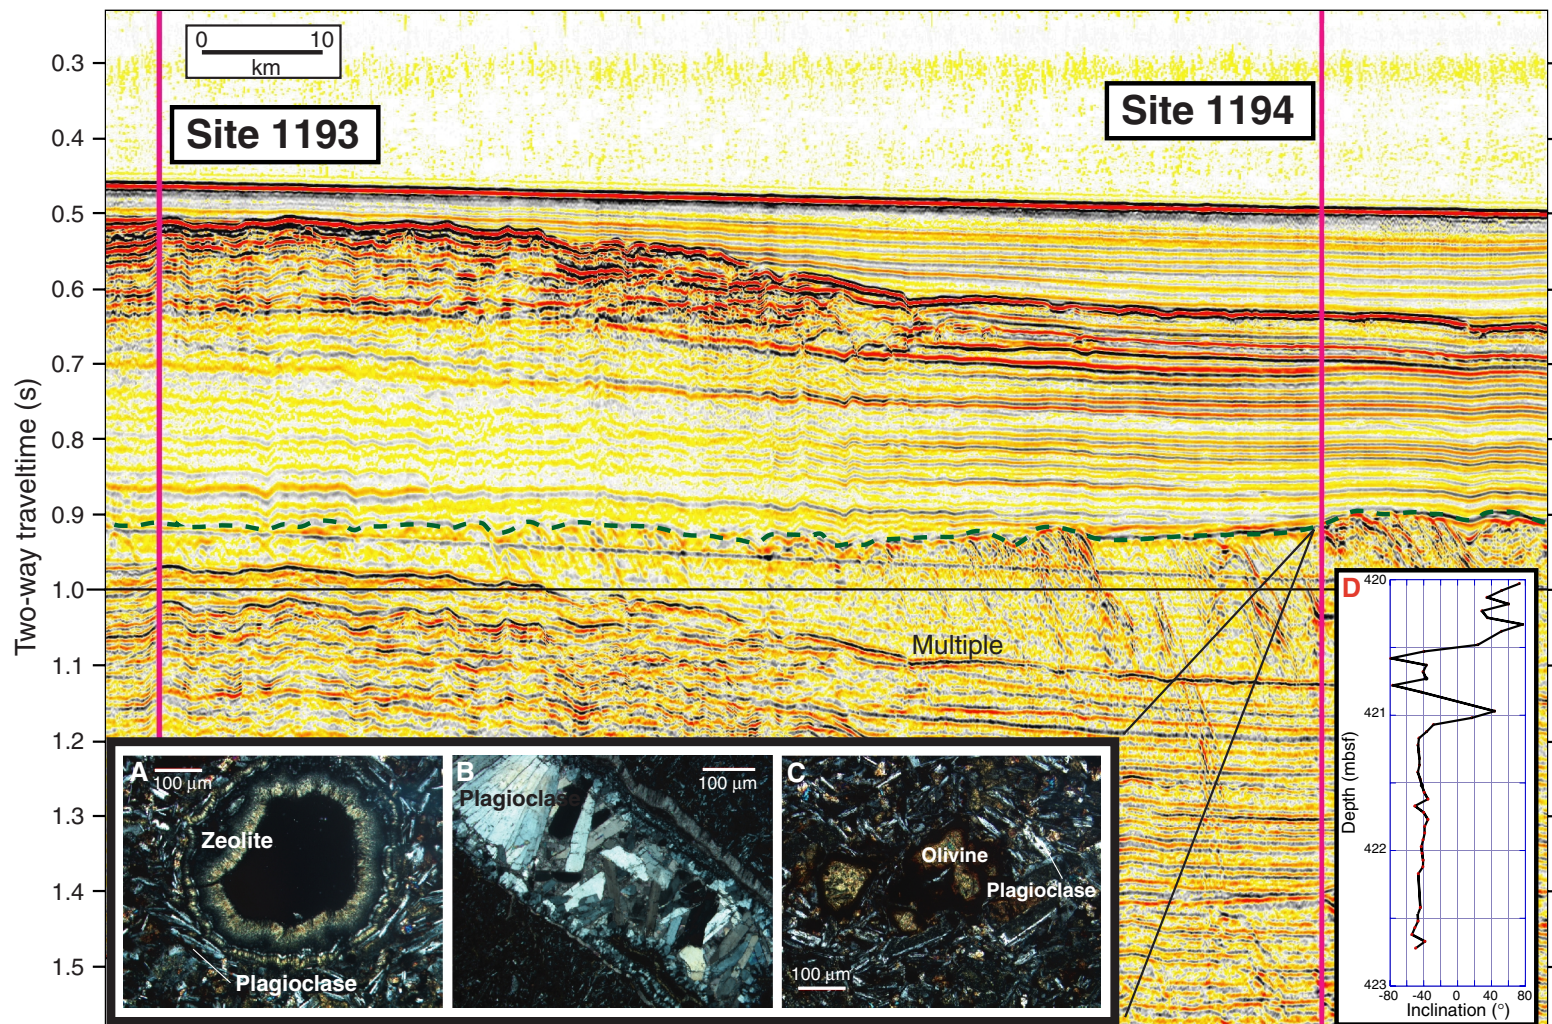 0 10
km
Site 1193
Site 1194
Two-way traveltime (s)
0.3
0.4
0.5
0.6
0.7
0.8
0.9
1.0
1.1
1.2
1.3
1.4
1.5
Multiple
A
100 µm
Zeolite
Plagioclase
B
100 µm
Plagioclase
C
Olivine
Plagioclase
100 µm
D
Depth (mbsf)
420
421
422
423
-80 -40 0 40 80
Inclination (°)